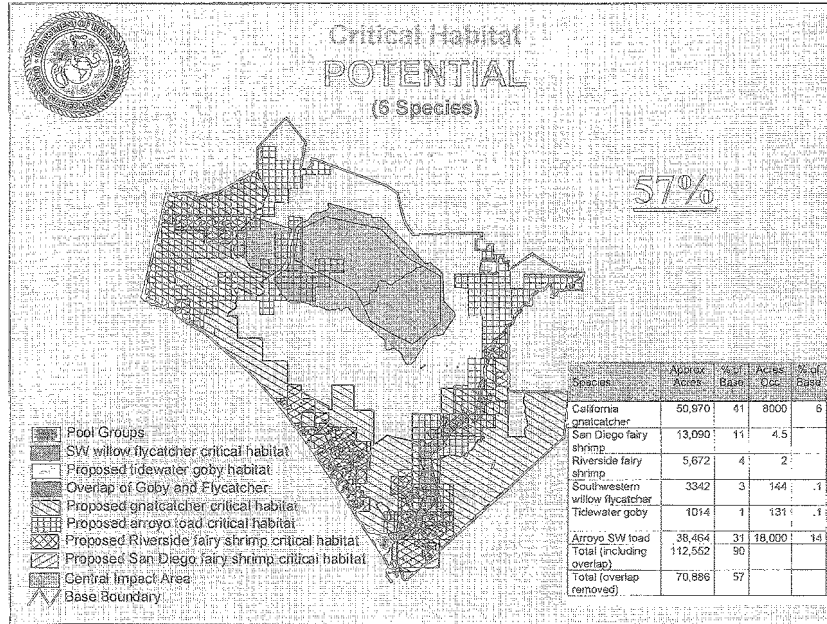 Critical Habitat
POTENTIAL
(6 Species)
57%
Pool Groups
SW willow flycatcher critical habitat
Proposed tidewater goby habitat
Overlap of Goby and Flycatcher
Proposed gnatcatcher critical habitat
Proposed arroyo toad critical habitat
Proposed Riverside fairy shrimp critical habitat
Proposed San Diego fairy shrimp critical habitat
Central Impact Area
Base Boundary
Species Approx Acres % of Base Acres Occ. % of Base
California gnatcatcher 50,970 41 8000 6
San Diego fairy shrimp 13,090 11 4.5
Riverside fairy shrimp 5,672 4 2
Southwestern willow flycatcher 3342 3 144 .1
Tidewater goby 1014 1 131 .1
Arroyo SW toad 38,464 31 18,000 14
Total (including overlap) 112,552 90
Total (overlap removed) 70,886 57